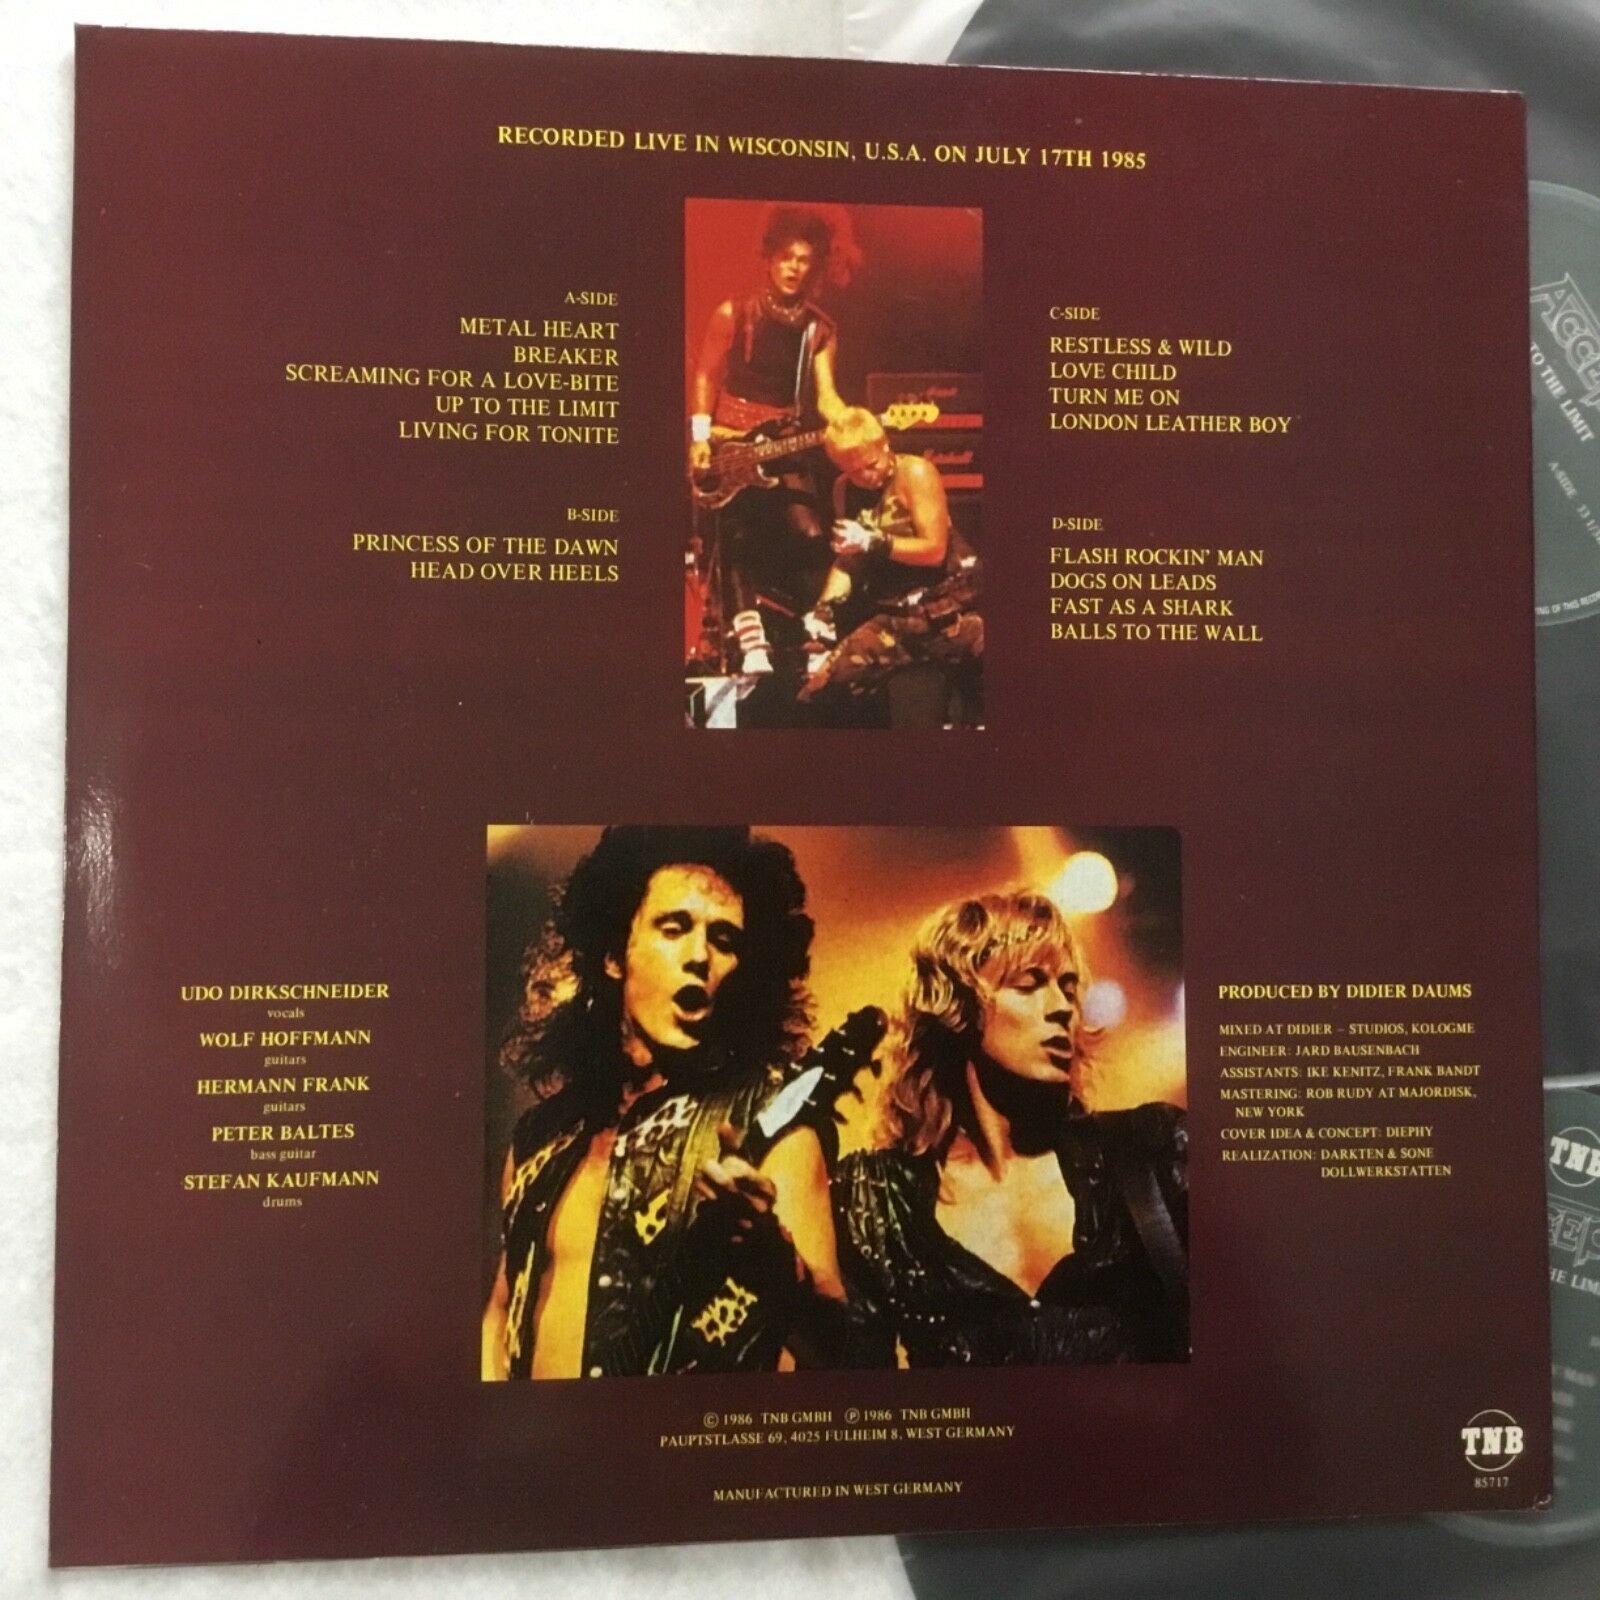 RECORDED LIVE IN WISCONSIN, U.S.A. ON JULY 17TH 1985
A-SIDE
METAL HEART
BREAKER
SCREAMING FOR A LOVE-BITE
UP TO THE LIMIT
LIVING FOR TONITE
B-SIDE
PRINCESS OF THE DAWN
HEAD OVER HEELS
C-SIDE
RESTLESS & WILD
LOVE CHILD
TURN ME ON
LONDON LEATHER BOY
D-SIDE
FLASH ROCKIN' MAN
DOGS ON LEADS
FAST AS A SHARK
BALLS TO THE WALL
UDO DIRKSCHNEIDER
vocals
WOLF HOFFMANN
guitars
HERMANN FRANK
guitars
PETER BALTES
bass guitar
STEFAN KAUFMANN
drums
PRODUCED BY DIDIER DAUMS
MIXED AT DIDIER – STUDIOS, KOLOGME
ENGINEER: JARD BAUSENBACH
ASSISTANTS: IKE KENITZ, FRANK BANDT
MASTERING: ROB RUDY AT MAJORDISK,
NEW YORK
COVER IDEA & CONCEPT: DIEPHY
REALIZATION: DARKTEN & SONE
DOLLWERKSTATTEN
© 1986 TNB GMBH ℗ 1986 TNB GMBH
PAUPTSTLASSE 69, 4025 FULHEIM 8, WEST GERMANY
MANUFACTURED IN WEST GERMANY
TNB
85717
ACCEPT
TO THE LIMIT
A-SIDE 33 1/
OF THIS RECOR
TNB